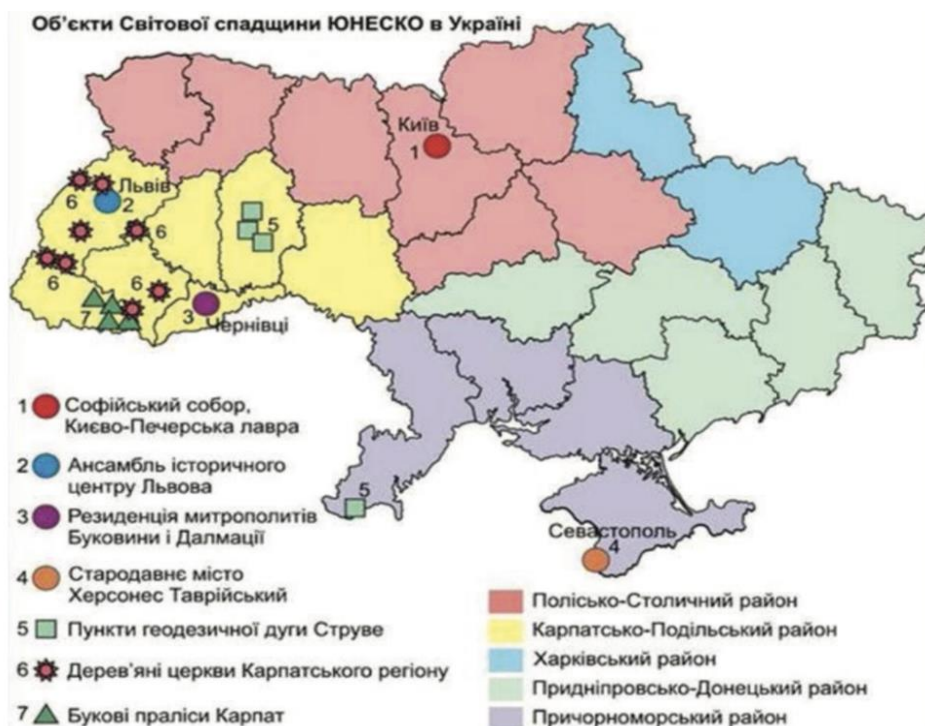 Об’єкти Світової спадщини ЮНЕСКО в Україні
Київ
1
Львів
6
2
6
5
6
6
7
3
Чернівці
5
Севастополь
4
1 Софійський собор,
Києво-Печерська лавра
2 Ансамбль історичного
центру Львова
3 Резиденція митрополитів
Буковини і Далмації
4 Стародавнє місто
Херсонес Таврійський
5 Пункти геодезичної дуги Струве
6 Дерев’яні церкви Карпатського регіону
7 Букові праліси Карпат
Полісько-Столичний район
Карпатсько-Подільський район
Харківський район
Придніпровсько-Донецький район
Причорноморський район